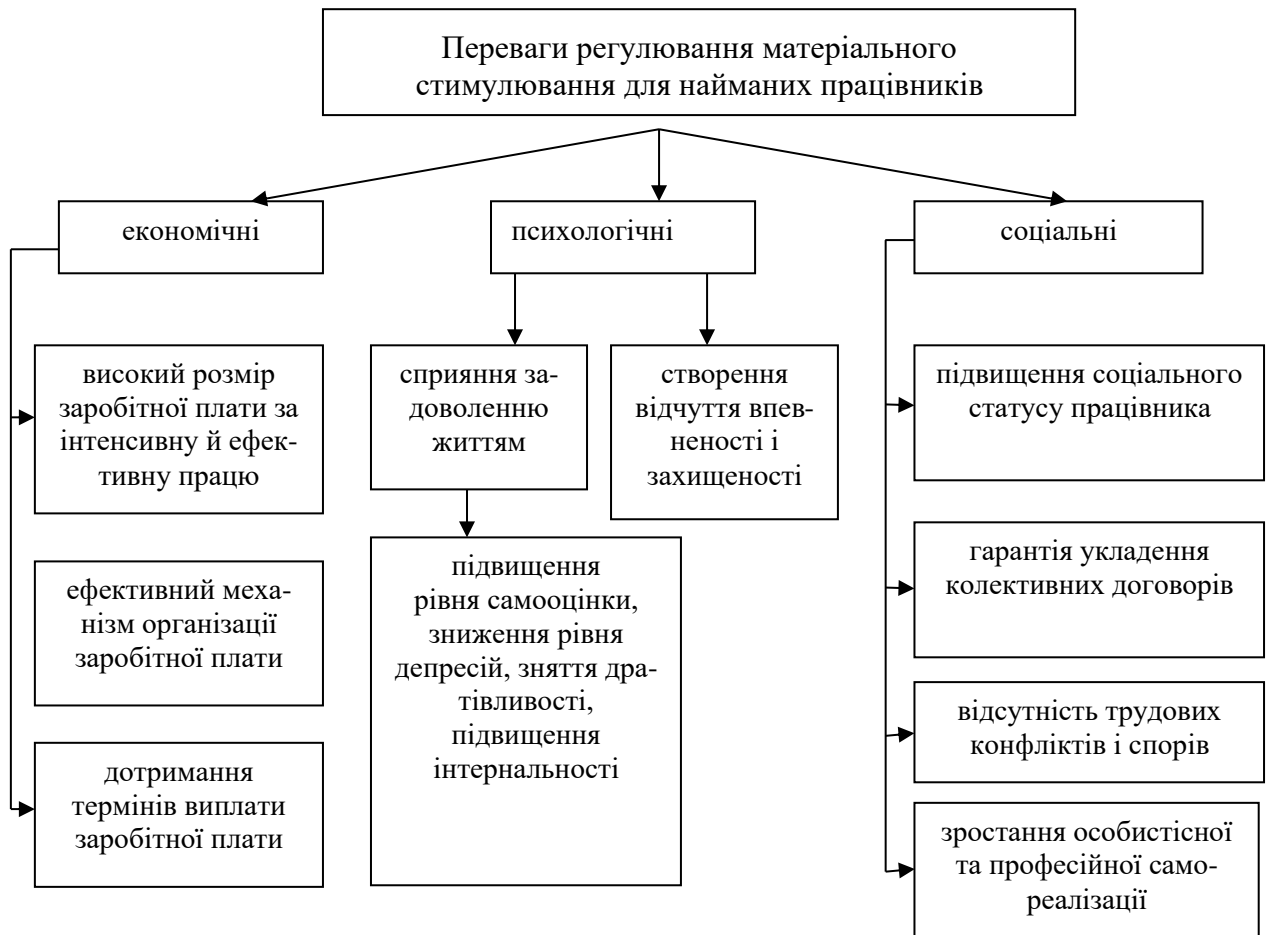 Переваги регулювання матеріального
стимулювання для найманих працівників
економічні
психологічні
соціальні
високий розмір
заробітної плати за
інтенсивну й ефек-
тивну працю
ефективний меха-
нізм організації
заробітної плати
дотримання
термінів виплати
заробітної плати
сприяння за-
доволенню
життям
підвищення
рівня самооцінки,
зниження рівня
депресій, зняття дра-
тівливості,
підвищення
інтернальності
створення
відчуття впев-
неності і
захищеності
підвищення соціального
статусу працівника
гарантія укладення
колективних договорів
відсутність трудових
конфліктів і спорів
зростання особистісної
та професійної само-
реалізації